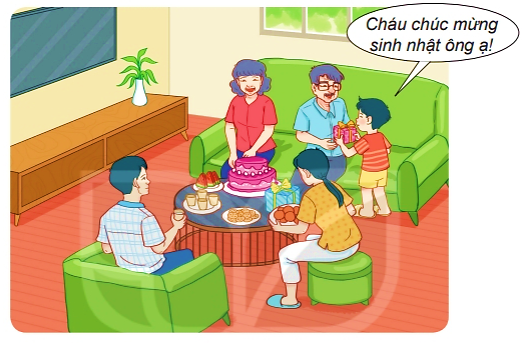 Cháu chúc mừng
sinh nhật ông ạ!